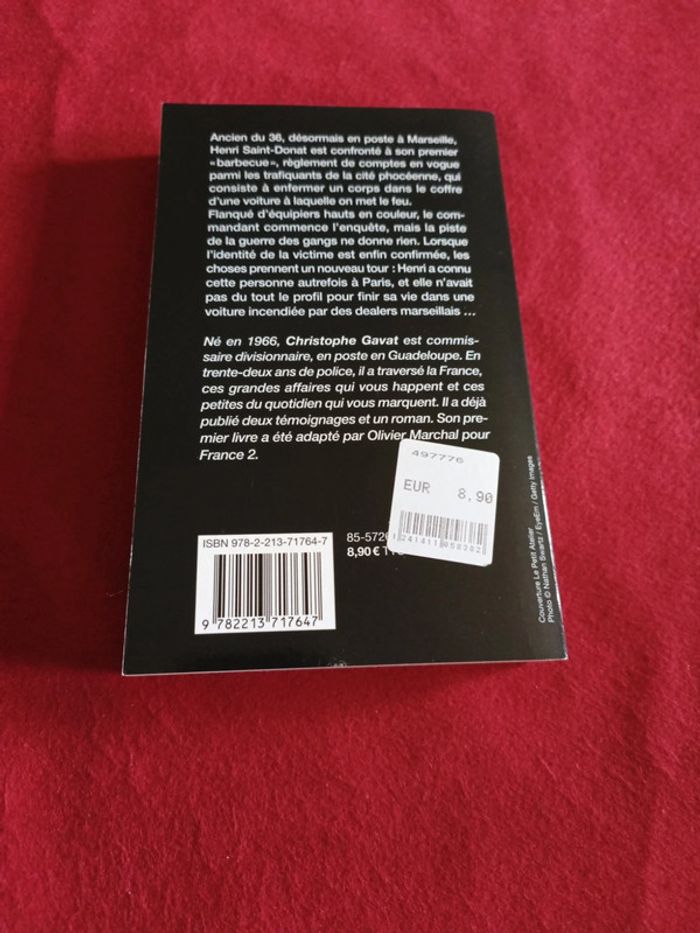 Ancien du 36, désormais en poste à Marseille,
Henri Saint-Donat est confronté à son premier
« barbecue », règlement de comptes en vogue
parmi les trafiquants de la cité phocéenne, qui
consiste à enfermer un corps dans le coffre
d'une voiture à laquelle on met le feu.
Flanqué d'équipiers hauts en couleur, le com-
mandant commence l'enquête, mais la piste
de la guerre des gangs ne donne rien. Lorsque
l'identité de la victime est enfin confirmée, les
choses prennent un nouveau tour : Henri a connu
cette personne autrefois à Paris, et elle n'avait
pas du tout le profil pour finir sa vie dans une
voiture incendiée par des dealers marseillais ...
Né en 1966, Christophe Gavat est commis-
saire divisionnaire, en poste en Guadeloupe. En
trente-deux ans de police, il a traversé la France,
ces grandes affaires qui vous happent et ces
petites du quotidien qui vous marquent. Il a déjà
publié deux témoignages et un roman. Son pre-
mier livre a été adapté par Olivier Marchal pour
France 2.
497776
EUR 8,90
ISBN 978-2-213-71764-7
85-572
8,90 €
9 782213 717647
Couverture Le Petit Atelier
Photo © Nathan Swartz / EyeEm / Getty Images